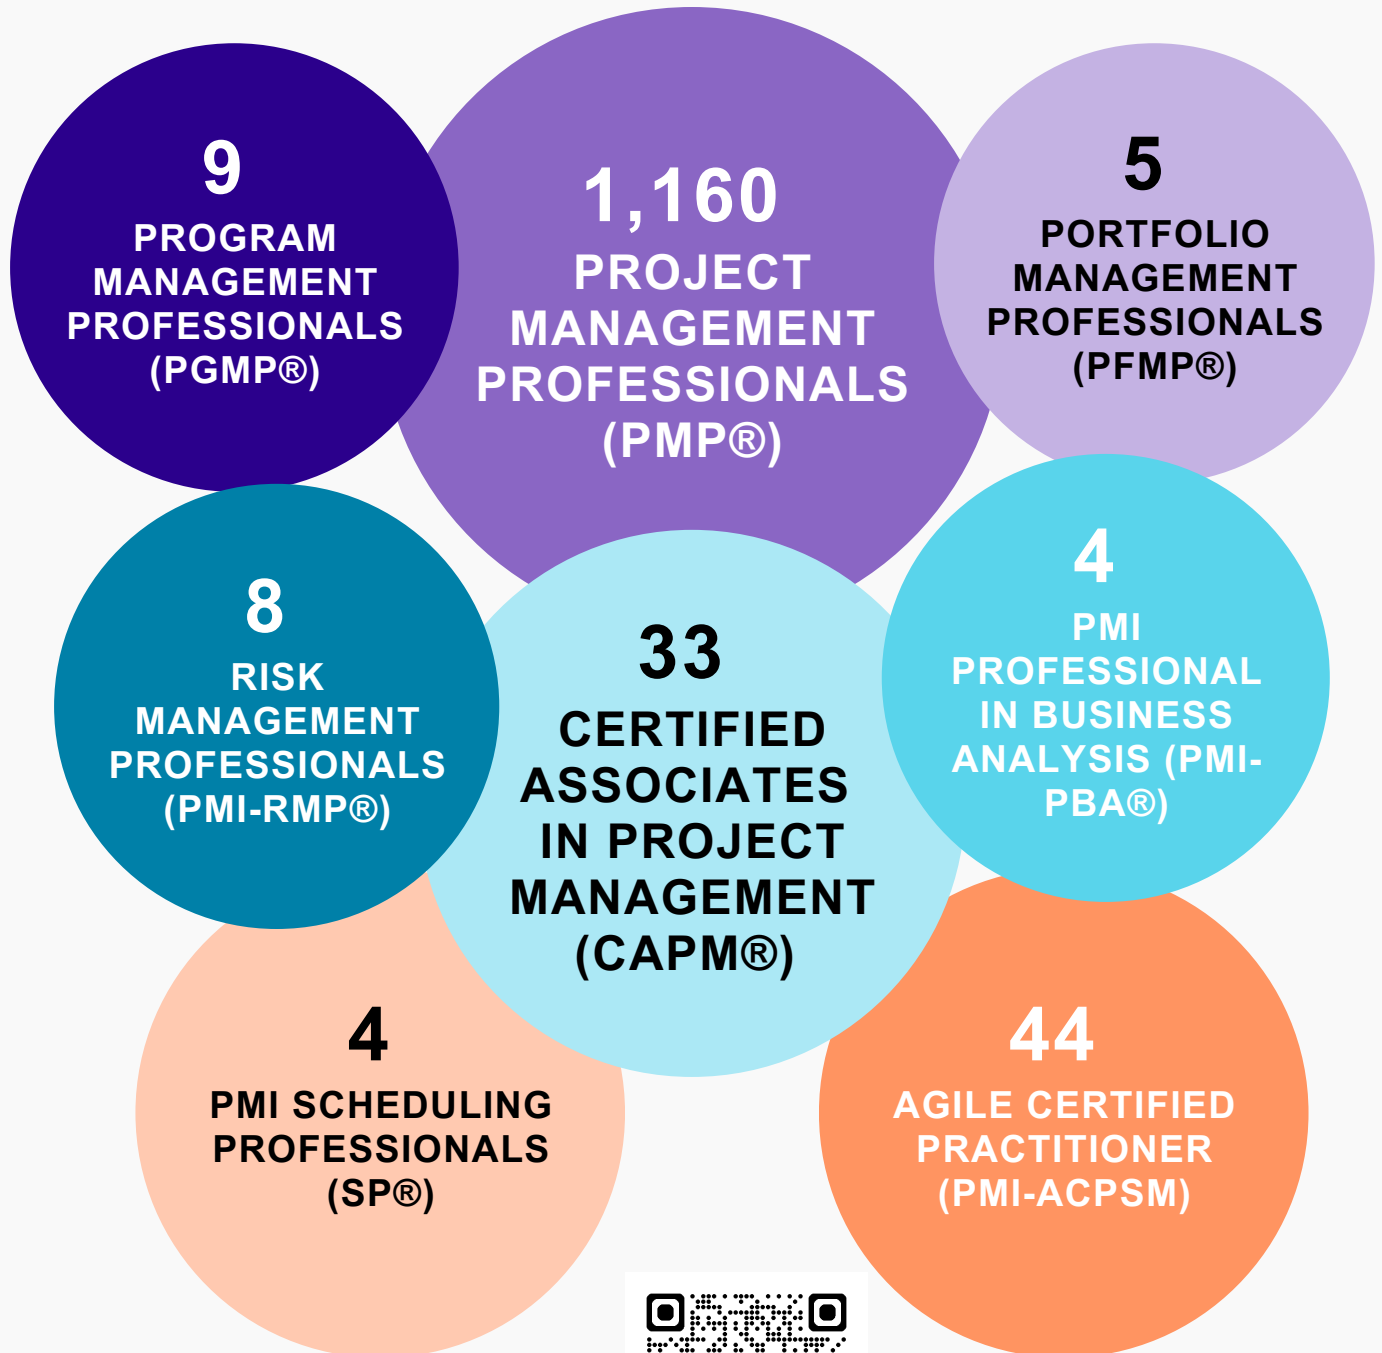 9
PROGRAM
MANAGEMENT
PROFESSIONALS
(PGMP®)
1,160
PROJECT
MANAGEMENT
PROFESSIONALS
(PMP®)
5
PORTFOLIO
MANAGEMENT
PROFESSIONALS
(PFMP®)
8
RISK
MANAGEMENT
PROFESSIONALS
(PMI-RMP®)
33
CERTIFIED
ASSOCIATES
IN PROJECT
MANAGEMENT
(CAPM®)
4
PMI
PROFESSIONAL
IN BUSINESS
ANALYSIS (PMI-
PBA®)
4
PMI SCHEDULING
PROFESSIONALS
(SP®)
44
AGILE CERTIFIED
PRACTITIONER
(PMI-ACPSM)